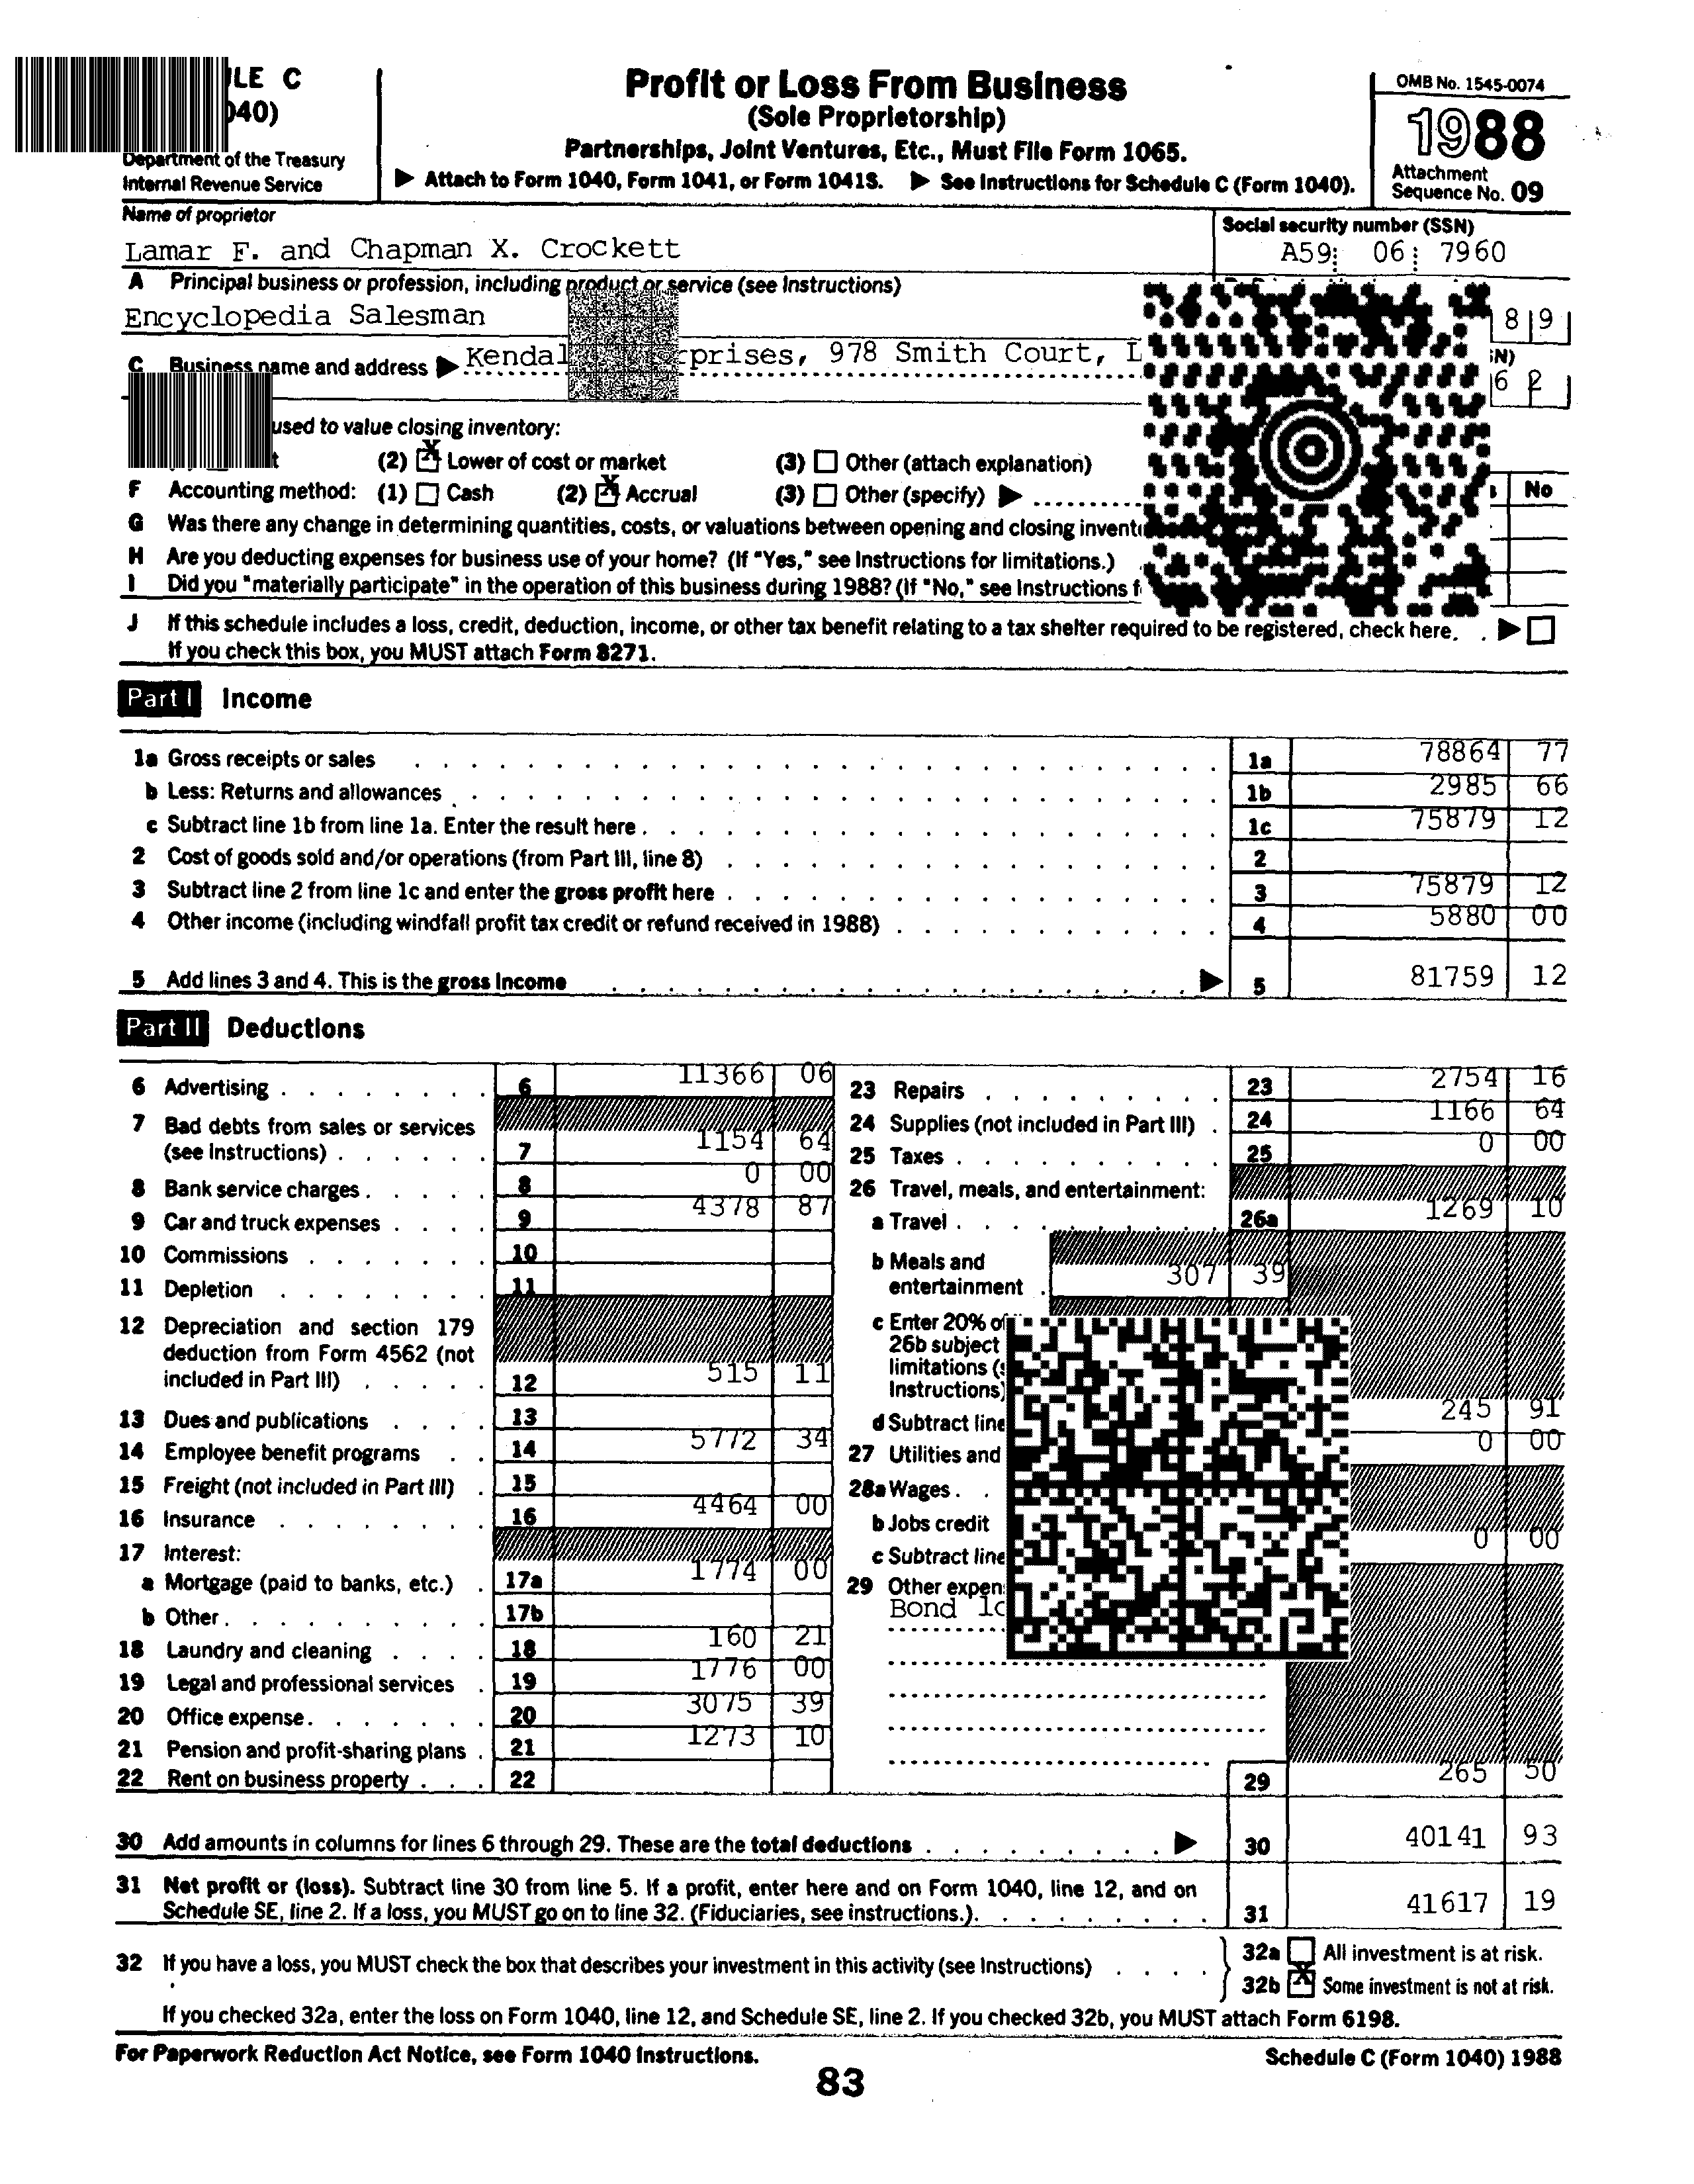 LE C
040)
Department of the Treasury
Internal Revenue Service
Profit or Loss From Business
(Sole Proprietorship)
Partnerships, Joint Ventures, Etc., Must File Form 1065.
▶ Attach to Form 1040, Form 1041, or Form 1041S. ▶ See Instructions for Schedule C (Form 1040).
OMB No. 1545-0074
1988
Attachment
Sequence No. 09
Name of proprietor
Lamar F. and Chapman X. Crockett
Social security number (SSN)
A59 06 7960
A Principal business or profession, including product or service (see Instructions)
Encyclopedia Salesman
8 9
C Business name and address ▶ Kendal rprises, 978 Smith Court, L
N)
6 2
used to value closing inventory:
t (2) X Lower of cost or market (3) Other (attach explanation)
F Accounting method: (1) Cash (2) X Accrual (3) Other (specify) ▶
No
G Was there any change in determining quantities, costs, or valuations between opening and closing
H Are you deducting expenses for business use of your home? (If "Yes," see Instructions for limitations.)
I Did you "materially participate" in the operation of this business during 1988? (If "No," see Instructions f
J If this schedule includes a loss, credit, deduction, income, or other tax benefit relating to a tax shelter required to be registered, check here. ▶
If you check this box, you MUST attach Form 8271.
Part I Income
1a Gross receipts or sales 1a 78864 77
b Less: Returns and allowances 1b 2985 66
c Subtract line 1b from line 1a. Enter the result here 1c 75879 12
2 Cost of goods sold and/or operations (from Part III, line 8) 2
3 Subtract line 2 from line 1c and enter the gross profit here 3 75879 12
4 Other income (including windfall profit tax credit or refund received in 1988) 4 5880 00
5 Add lines 3 and 4. This is the gross Income ▶ 5 81759 12
Part II Deductions
6 Advertising 6 11366 06
7 Bad debts from sales or services
(see Instructions) 7 1154 64
8 Bank service charges 8 0 00
9 Car and truck expenses 9 4378 87
10 Commissions 10
11 Depletion 11
12 Depreciation and section 179
deduction from Form 4562 (not
included in Part III) 12 515 11
13 Dues and publications 13
14 Employee benefit programs 14 5772 34
15 Freight (not included in Part III) 15
16 Insurance 16 4464 00
17 Interest:
a Mortgage (paid to banks, etc.) 17a 1774 00
b Other 17b
18 Laundry and cleaning 18 160 21
19 Legal and professional services 19 1776 00
20 Office expense 20 3075 39
21 Pension and profit-sharing plans 21 1273 10
22 Rent on business property 22
23 Repairs 23 2754 16
24 Supplies (not included in Part III) 24 1166 64
25 Taxes 25 0 00
26 Travel, meals, and entertainment:
a Travel 26a 1269 10
b Meals and
entertainment 307 39
c Enter 20% of
26b subject
limitations (
Instructions)
d Subtract line 245 91
27 Utilities and 0 00
28a Wages
b Jobs credit
c Subtract line 0 00
29 Other expen
Bond
29 265 50
30 Add amounts in columns for lines 6 through 29. These are the total deductions ▶ 30 40141 93
31 Net profit or (loss). Subtract line 30 from line 5. If a profit, enter here and on Form 1040, line 12, and on
Schedule SE, line 2. If a loss, you MUST go on to line 32. (Fiduciaries, see instructions.) 31 41617 19
32 If you have a loss, you MUST check the box that describes your investment in this activity (see Instructions)
32a All investment is at risk.
32b X Some investment is not at risk.
If you checked 32a, enter the loss on Form 1040, line 12, and Schedule SE, line 2. If you checked 32b, you MUST attach Form 6198.
For Paperwork Reduction Act Notice, see Form 1040 Instructions.
Schedule C (Form 1040) 1988
83